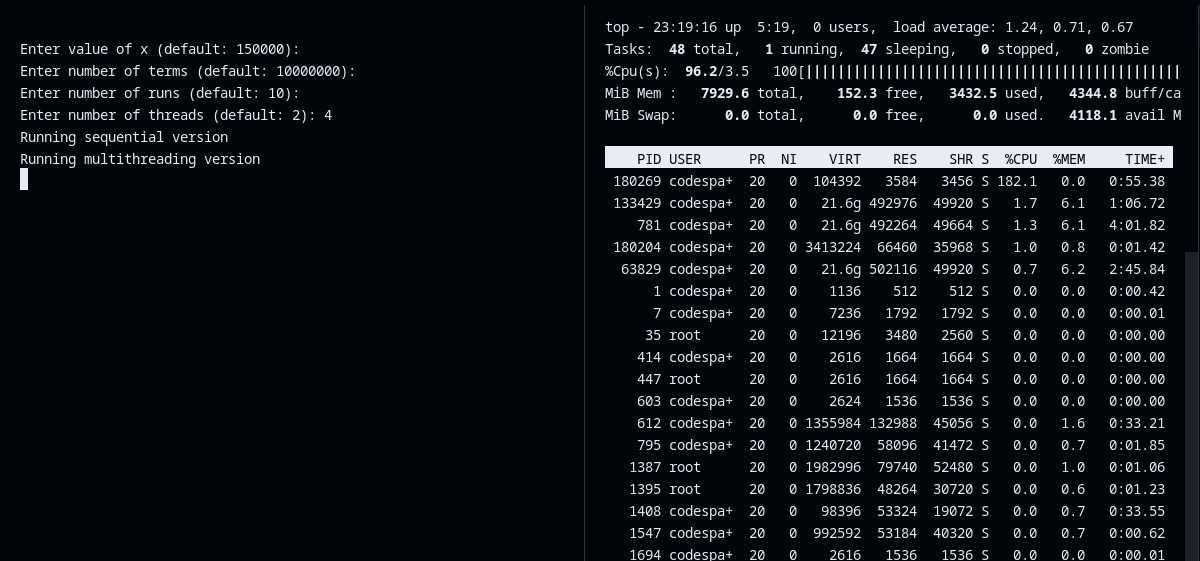 Enter value of x (default: 150000):
Enter number of terms (default: 10000000):
Enter number of runs (default: 10):
Enter number of threads (default: 2): 4
Running sequential version
Running multithreading version
top - 23:19:16 up  5:19,  0 users,  load average: 1.24, 0.71, 0.67
Tasks:  48 total,   1 running,  47 sleeping,   0 stopped,   0 zombie
%Cpu(s):  96.2/3.5   100[|||||||||||||||||||||||||||||||||||||||||||||||
MiB Mem :   7929.6 total,    152.3 free,   3432.5 used,   4344.8 buff/ca
MiB Swap:      0.0 total,      0.0 free,      0.0 used.   4118.1 avail M
PID USER      PR  NI    VIRT    RES    SHR S  %CPU  %MEM     TIME+
180269 codespa+  20   0  104392   3584   3456 S 182.1   0.0   0:55.38
133429 codespa+  20   0   21.6g 492976  49920 S   1.7   6.1   1:06.72
781 codespa+  20   0   21.6g 492264  49664 S   1.3   6.1   4:01.82
180204 codespa+  20   0 3413224  66460  35968 S   1.0   0.8   0:01.42
63829 codespa+  20   0   21.6g 502116  49920 S   0.7   6.2   2:45.84
1 codespa+  20   0    1136    512    512 S   0.0   0.0   0:00.42
7 codespa+  20   0    7236   1792   1792 S   0.0   0.0   0:00.01
35 root      20   0   12196   3480   2560 S   0.0   0.0   0:00.00
414 codespa+  20   0    2616   1664   1664 S   0.0   0.0   0:00.00
447 root      20   0    2616   1664   1664 S   0.0   0.0   0:00.00
603 codespa+  20   0    2624   1536   1536 S   0.0   0.0   0:00.00
612 codespa+  20   0 1355984 132988  45056 S   0.0   1.6   0:33.21
795 codespa+  20   0 1240720  58096  41472 S   0.0   0.7   0:01.85
1387 root      20   0 1982996  79740  52480 S   0.0   1.0   0:01.06
1395 root      20   0 1798836  48264  30720 S   0.0   0.6   0:01.23
1408 codespa+  20   0   98396  53324  19072 S   0.0   0.7   0:33.55
1547 codespa+  20   0  992592  53184  40320 S   0.0   0.7   0:00.62
1694 codespa+  20   0    2616   1536   1536 S   0.0   0.0   0:00.01